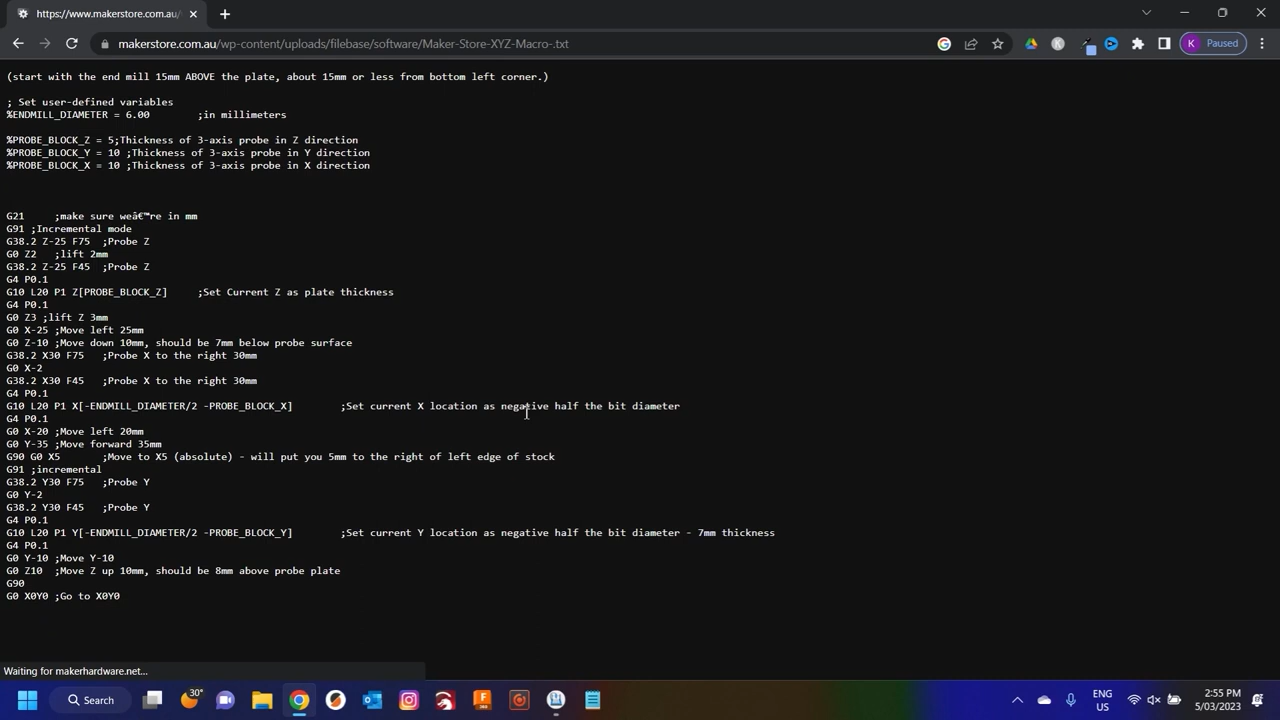 https://www.makerstore.com.au/
makerstore.com.au/wp-content/uploads/filebase/software/Maker-Store-XYZ-Macro-.txt
K Paused
(start with the end mill 15mm ABOVE the plate, about 15mm or less from bottom left corner.)
; Set user-defined variables
%ENDMILL_DIAMETER = 6.00 ;in millimeters
%PROBE_BLOCK_Z = 5;Thickness of 3-axis probe in Z direction
%PROBE_BLOCK_Y = 10 ;Thickness of 3-axis probe in Y direction
%PROBE_BLOCK_X = 10 ;Thickness of 3-axis probe in X direction
G21 ;make sure weâ€™re in mm
G91 ;Incremental mode
G38.2 Z-25 F75 ;Probe Z
G0 Z2 ;lift 2mm
G38.2 Z-25 F45 ;Probe Z
G4 P0.1
G10 L20 P1 Z[PROBE_BLOCK_Z] ;Set Current Z as plate thickness
G4 P0.1
G0 Z3 ;lift Z 3mm
G0 X-25 ;Move left 25mm
G0 Z-10 ;Move down 10mm, should be 7mm below probe surface
G38.2 X30 F75 ;Probe X to the right 30mm
G0 X-2
G38.2 X30 F45 ;Probe X to the right 30mm
G4 P0.1
G10 L20 P1 X[-ENDMILL_DIAMETER/2 -PROBE_BLOCK_X] ;Set current X location as negative half the bit diameter
G4 P0.1
G0 X-20 ;Move left 20mm
G0 Y-35 ;Move forward 35mm
G90 G0 X5 ;Move to X5 (absolute) - will put you 5mm to the right of left edge of stock
G91 ;incremental
G38.2 Y30 F75 ;Probe Y
G0 Y-2
G38.2 Y30 F45 ;Probe Y
G4 P0.1
G10 L20 P1 Y[-ENDMILL_DIAMETER/2 -PROBE_BLOCK_Y] ;Set current Y location as negative half the bit diameter - 7mm thickness
G4 P0.1
G0 Y-10 ;Move Y-10
G0 Z10 ;Move Z up 10mm, should be 8mm above probe plate
G90
G0 X0Y0 ;Go to X0Y0
Waiting for makerhardware.net...
Search
30°
ENG
US
2:55 PM
5/03/2023